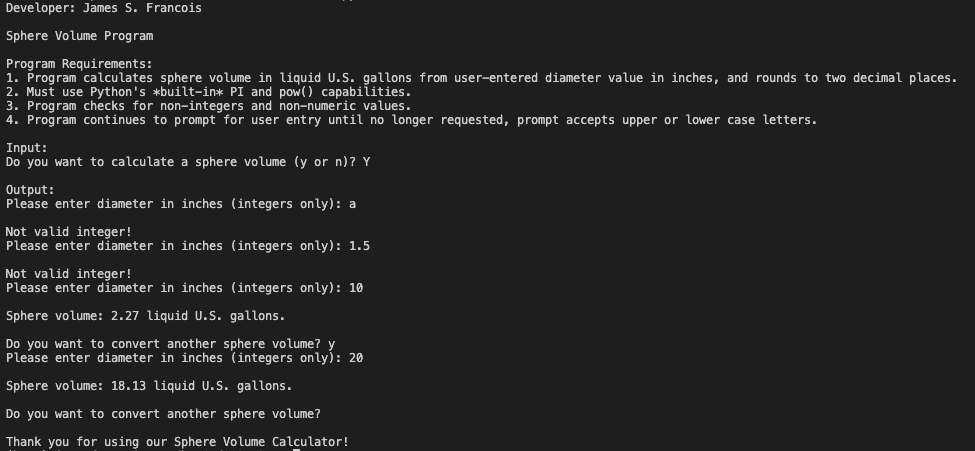 Developer: James S. Francois
Sphere Volume Program
Program Requirements:
1. Program calculates sphere volume in liquid U.S. gallons from user-entered diameter value in inches, and rounds to two decimal places.
2. Must use Python's *built-in* PI and pow() capabilities.
3. Program checks for non-integers and non-numeric values.
4. Program continues to prompt for user entry until no longer requested, prompt accepts upper or lower case letters.
Input:
Do you want to calculate a sphere volume (y or n)? Y
Output:
Please enter diameter in inches (integers only): a
Not valid integer!
Please enter diameter in inches (integers only): 1.5
Not valid integer!
Please enter diameter in inches (integers only): 10
Sphere volume: 2.27 liquid U.S. gallons.
Do you want to convert another sphere volume? y
Please enter diameter in inches (integers only): 20
Sphere volume: 18.13 liquid U.S. gallons.
Do you want to convert another sphere volume?
Thank you for using our Sphere Volume Calculator!